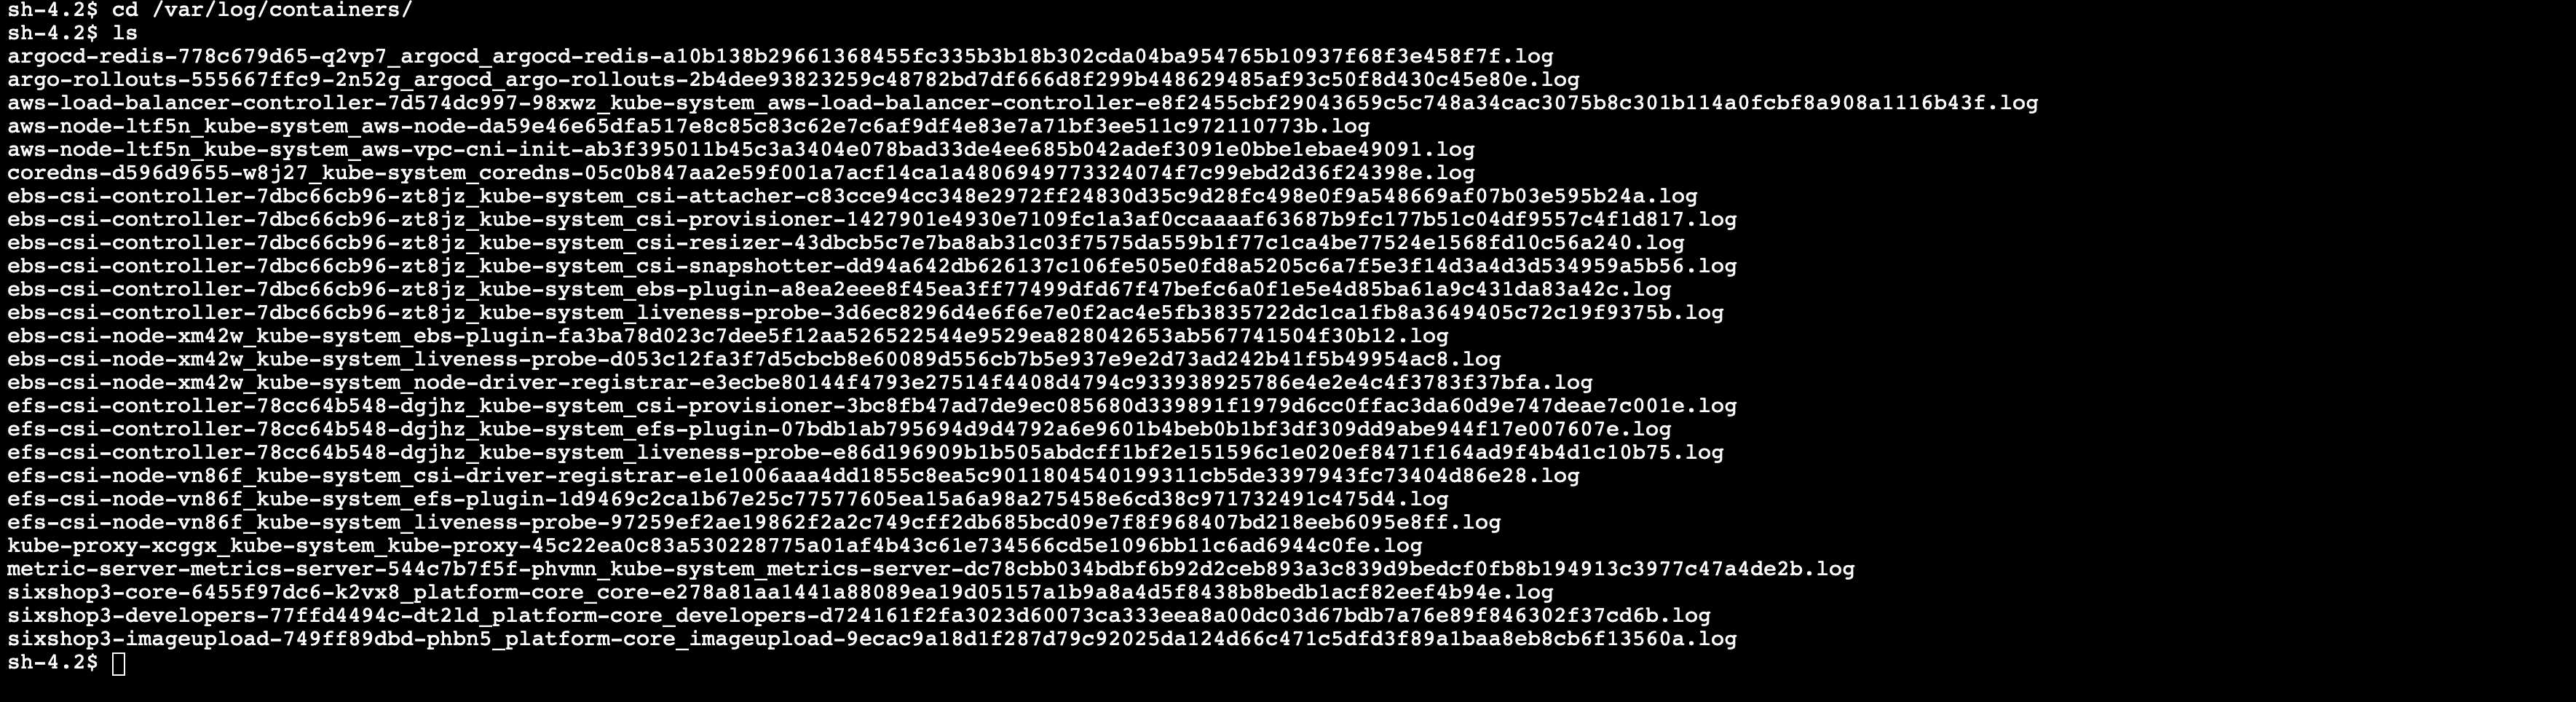 sh-4.2$ cd /var/log/containers/
sh-4.2$ ls
argocd-redis-778c679d65-q2vp7_argocd_argocd-redis-a10b138b29661368455fc335b3b18b302cda04ba954765b10937f68f3e458f7f.log
argo-rollouts-555667ffc9-2n52g_argocd_argo-rollouts-2b4dee93823259c48782bd7df666d8f299b448629485af93c50f8d430c45e80e.log
aws-load-balancer-controller-7d574dc997-98xwz_kube-system_aws-load-balancer-controller-e8f2455cbf29043659c5c748a34cac3075b8c301b114a0fcbf8a908a1116b43f.log
aws-node-ltf5n_kube-system_aws-node-da59e46e65dfa517e8c85c83c62e7c6af9df4e83e7a71bf3ee511c972110773b.log
aws-node-ltf5n_kube-system_aws-vpc-cni-init-ab3f395011b45c3a3404e078bad33de4ee685b042adef3091e0bbe1ebae49091.log
coredns-d596d9655-w8j27_kube-system_coredns-05c0b847aa2e59f001a7acf14ca1a4806949773324074f7c99ebd2d36f24398e.log
ebs-csi-controller-7dbc66cb96-zt8jz_kube-system_csi-attacher-c83cce94cc348e2972ff24830d35c9d28fc498e0f9a548669af07b03e595b24a.log
ebs-csi-controller-7dbc66cb96-zt8jz_kube-system_csi-provisioner-1427901e4930e7109fc1a3af0ccaaaaf63687b9fc177b51c04df9557c4f1d817.log
ebs-csi-controller-7dbc66cb96-zt8jz_kube-system_csi-resizer-43dbcb5c7e7ba8ab31c03f7575da559b1f77c1ca4be77524e1568fd10c56a240.log
ebs-csi-controller-7dbc66cb96-zt8jz_kube-system_csi-snapshotter-dd94a642db626137c106fe505e0fd8a5205c6a7f5e3f14d3a4d3d534959a5b56.log
ebs-csi-controller-7dbc66cb96-zt8jz_kube-system_ebs-plugin-a8ea2eee8f45ea3ff77499dfd67f47befc6a0f1e5e4d85ba61a9c431da83a42c.log
ebs-csi-controller-7dbc66cb96-zt8jz_kube-system_liveness-probe-3d6ec8296d4e6f6e7e0f2ac4e5fb3835722dc1ca1fb8a3649405c72c19f9375b.log
ebs-csi-node-xm42w_kube-system_ebs-plugin-fa3ba78d023c7dee5f12aa526522544e9529ea828042653ab567741504f30b12.log
ebs-csi-node-xm42w_kube-system_liveness-probe-d053c12fa3f7d5cbcb8e60089d556cb7b5e937e9e2d73ad242b41f5b49954ac8.log
ebs-csi-node-xm42w_kube-system_node-driver-registrar-e3ecbe80144f4793e27514f4408d4794c933938925786e4e2e4c4f3783f37bfa.log
efs-csi-controller-78cc64b548-dgjhz_kube-system_csi-provisioner-3bc8fb47ad7de9ec085680d339891f1979d6cc0ffac3da60d9e747deae7c001e.log
efs-csi-controller-78cc64b548-dgjhz_kube-system_efs-plugin-07bdb1ab795694d9d4792a6e9601b4beb0b1bf3df309dd9abe944f17e007607e.log
efs-csi-controller-78cc64b548-dgjhz_kube-system_liveness-probe-e86d196909b1b505abdcff1bf2e151596c1e020ef8471f164ad9f4b4d1c10b75.log
efs-csi-node-vn86f_kube-system_csi-driver-registrar-e1e1006aaa4dd1855c8ea5c9011804540199311cb5de3397943fc73404d86e28.log
efs-csi-node-vn86f_kube-system_efs-plugin-1d9469c2ca1b67e25c77577605ea15a6a98a275458e6cd38c971732491c475d4.log
efs-csi-node-vn86f_kube-system_liveness-probe-97259ef2ae19862f2a2c749cff2db685bcd09e7f8f968407bd218eeb6095e8ff.log
kube-proxy-xcggx_kube-system_kube-proxy-45c22ea0c83a530228775a01af4b43c61e734566cd5e1096bb11c6ad6944c0fe.log
metric-server-metrics-server-544c7b7f5f-phvmn_kube-system_metrics-server-dc78cbb034bdbf6b92d2ceb893a3c839d9bedcf0fb8b194913c3977c47a4de2b.log
sixshop3-core-6455f97dc6-k2vx8_platform-core_core-e278a81aa1441a88089ea19d05157a1b9a8a4d5f8438b8bedb1acf82eef4b94e.log
sixshop3-developers-77ffd4494c-dt2ld_platform-core_developers-d724161f2fa3023d60073ca333eea8a00dc03d67bdb7a76e89f846302f37cd6b.log
sixshop3-imageupload-749ff89dbd-phbn5_platform-core_imageupload-9ecac9a18d1f287d79c92025da124d66c471c5dfd3f89a1baa8eb8cb6f13560a.log
sh-4.2$